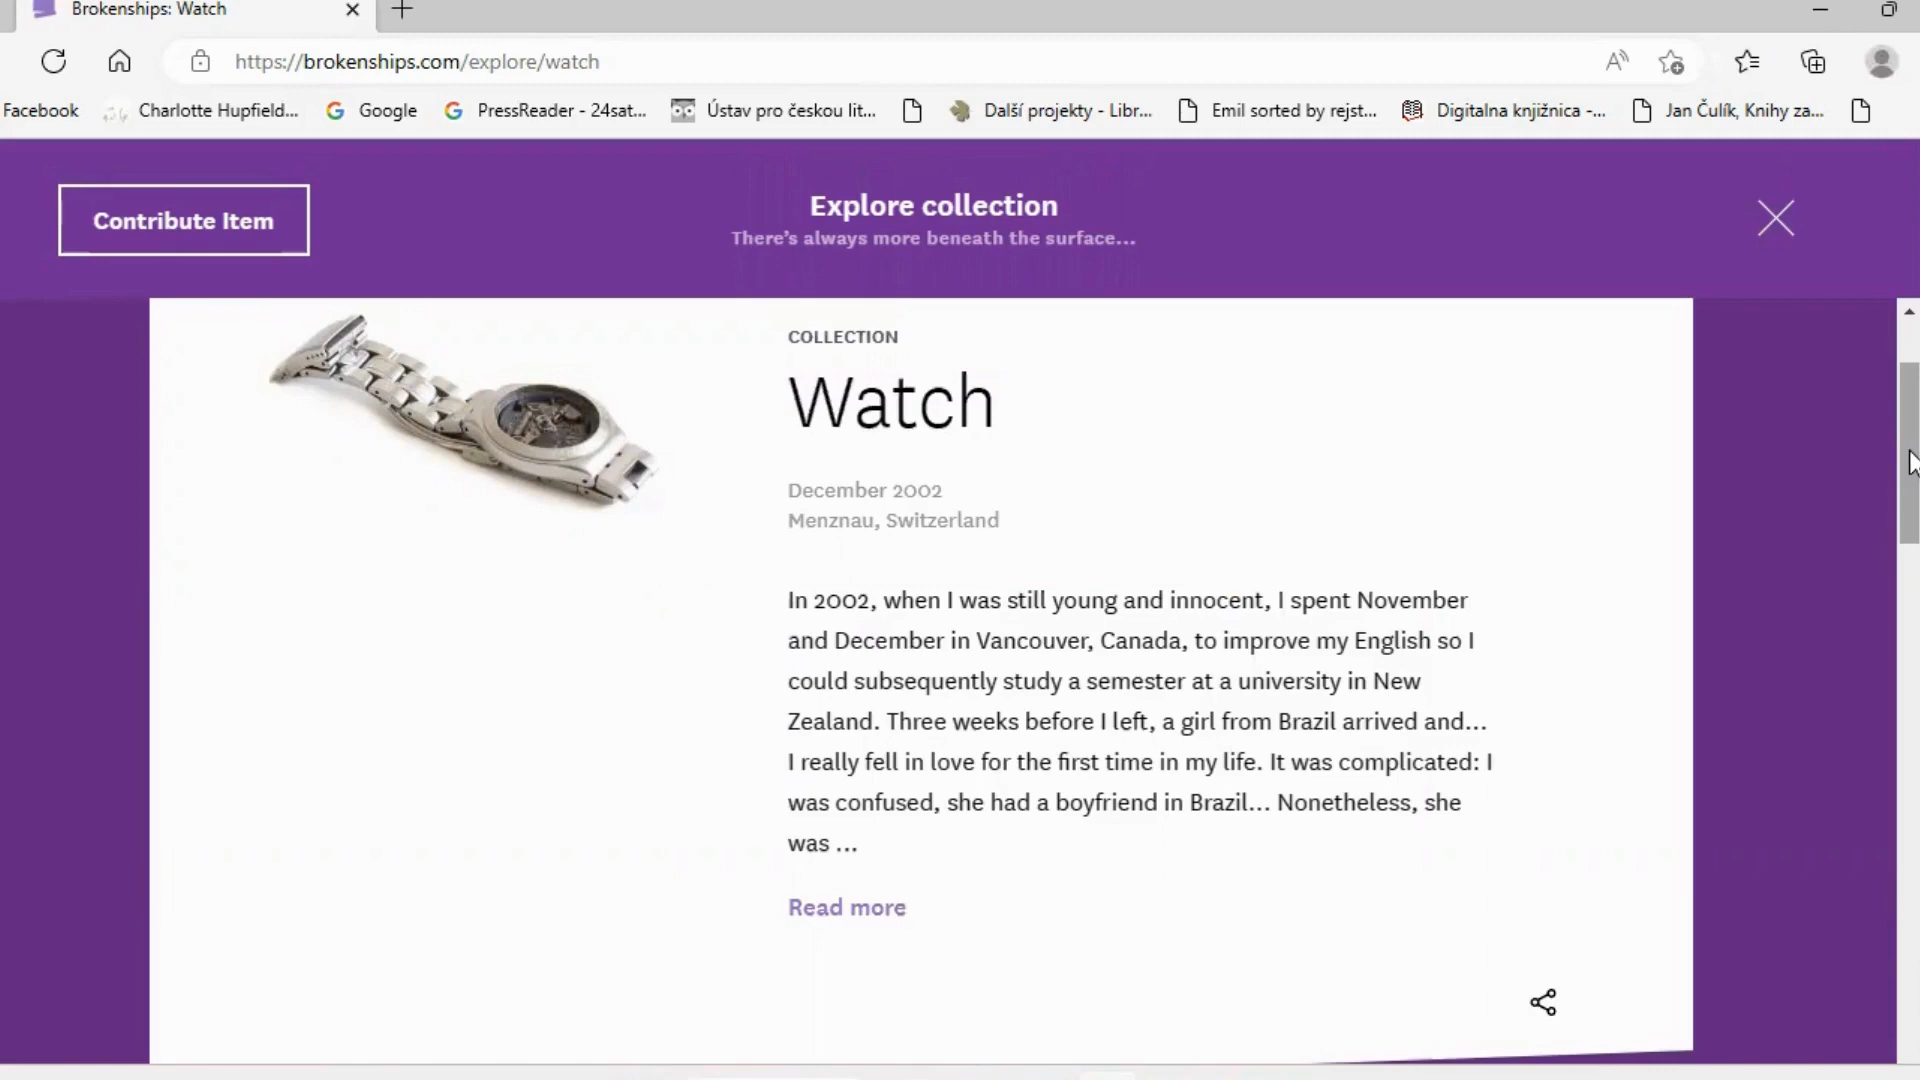 Brokenships: Watch
https://brokenships.com/explore/watch
Facebook Charlotte Hupfield... Google PressReader - 24sat... Ústav pro českou lit... Další projekty - Libr... Emil sorted by rejst... Digitalna knjižnica -... Jan Čulík, Knihy za...
Contribute Item
Explore collection
There's always more beneath the surface...
COLLECTION
Watch
December 2002
Menznau, Switzerland
In 2002, when I was still young and innocent, I spent November
and December in Vancouver, Canada, to improve my English so I
could subsequently study a semester at a university in New
Zealand. Three weeks before I left, a girl from Brazil arrived and...
I really fell in love for the first time in my life. It was complicated: I
was confused, she had a boyfriend in Brazil... Nonetheless, she
was ...
Read more